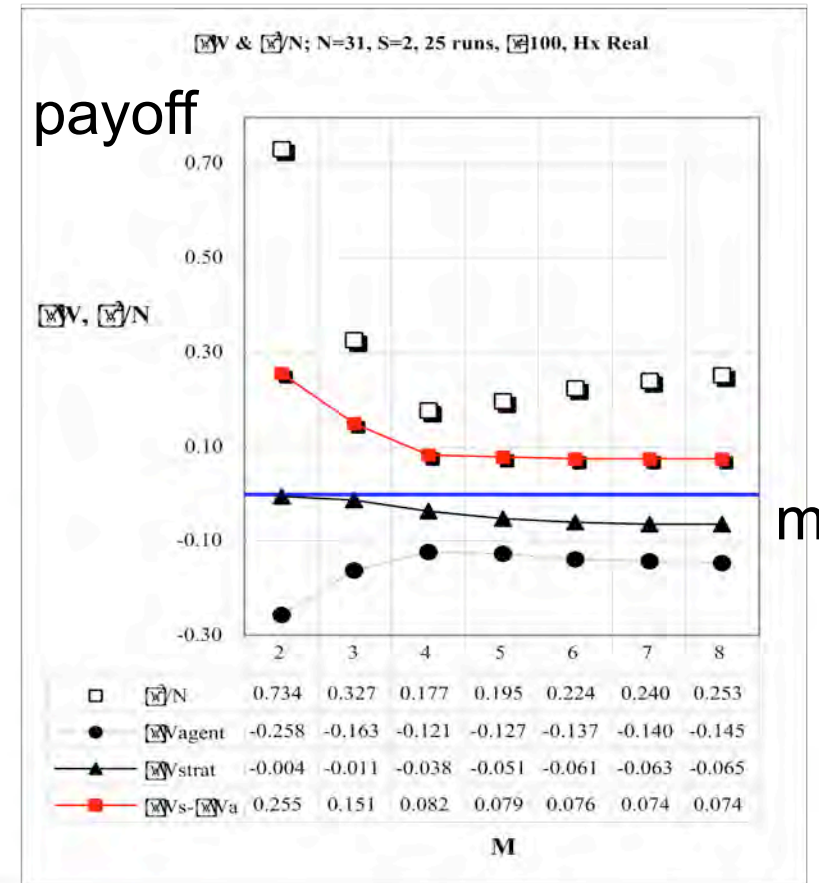 V & /N; N=31, S=2, 25 runs, 100, Hx Real
payoff
0.70
0.50
V, /N
0.30
0.10
m
-0.10
-0.30
2 3 4 5 6 7 8
/N 0.734 0.327 0.177 0.195 0.224 0.240 0.253
Vagent -0.258 -0.163 -0.121 -0.127 -0.137 -0.140 -0.145
Vstrat -0.004 -0.011 -0.038 -0.051 -0.061 -0.063 -0.065
Vs- Va 0.255 0.151 0.082 0.079 0.076 0.074 0.074
M